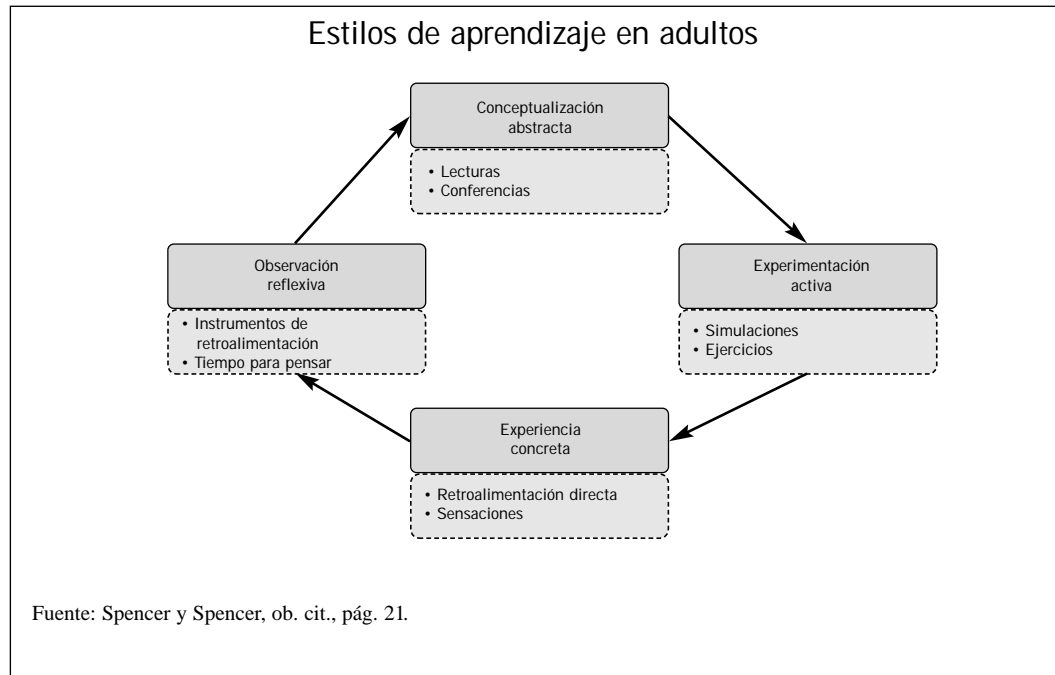 Estilos de aprendizaje en adultos
Conceptualización
abstracta
• Lecturas
• Conferencias
Observación
reflexiva
• Instrumentos de
retroalimentación
• Tiempo para pensar
Experimentación
activa
• Simulaciones
• Ejercicios
Experiencia
concreta
• Retroalimentación directa
• Sensaciones
Fuente: Spencer y Spencer, ob. cit., pág. 21.